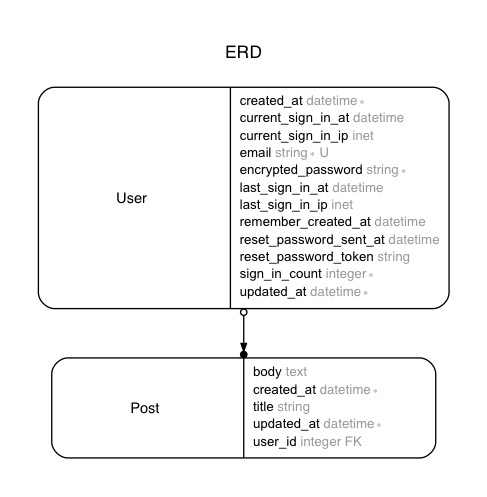 ERD
User
created_at datetime *
current_sign_in_at datetime
current_sign_in_ip inet
email string * U
encrypted_password string *
last_sign_in_at datetime
last_sign_in_ip inet
remember_created_at datetime
reset_password_sent_at datetime
reset_password_token string
sign_in_count integer *
updated_at datetime *
Post
body text
created_at datetime *
title string
updated_at datetime *
user_id integer FK